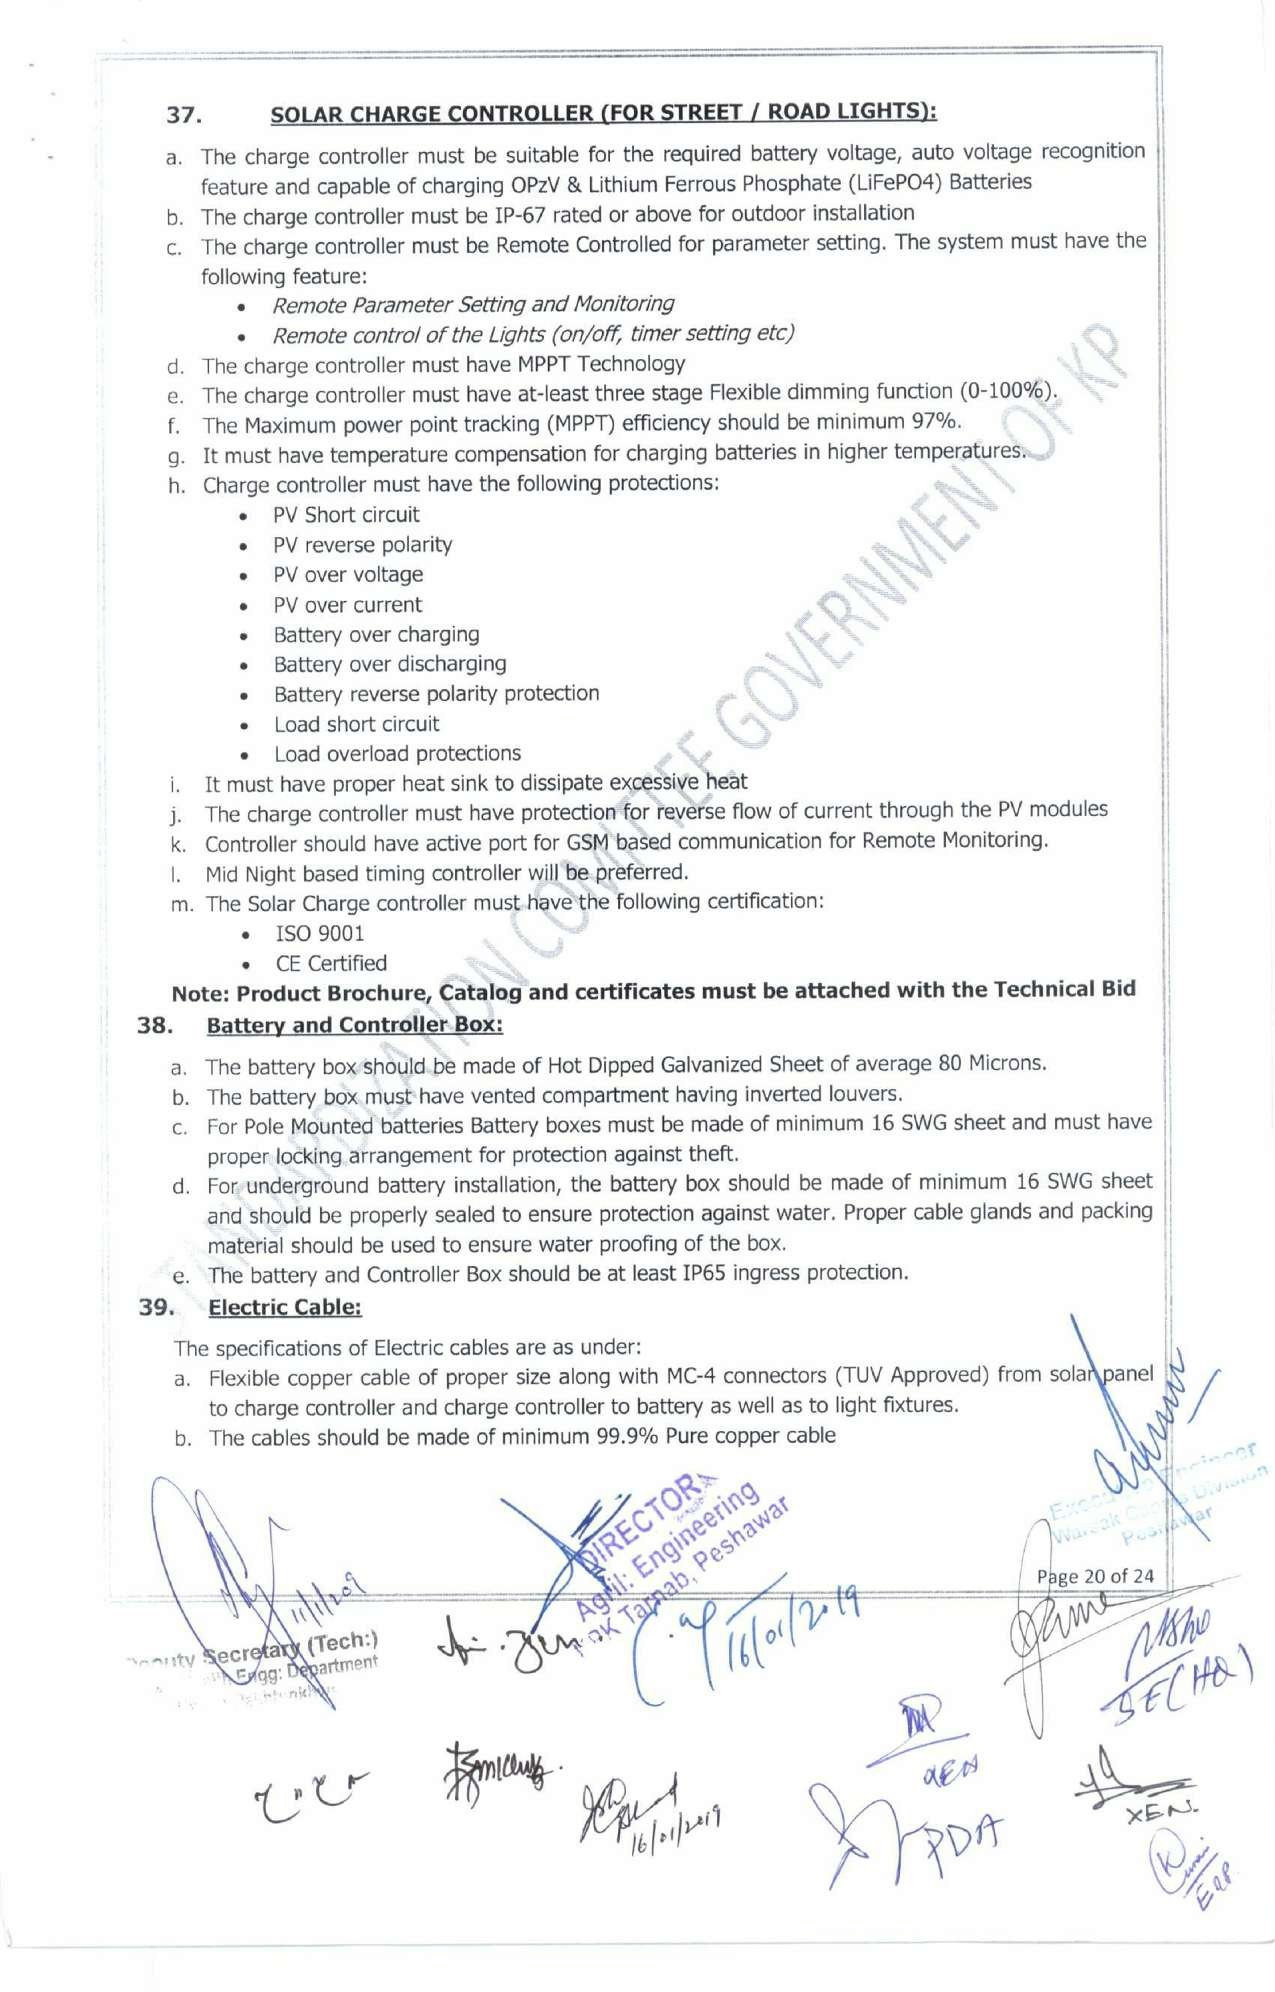 37. SOLAR CHARGE CONTROLLER (FOR STREET / ROAD LIGHTS):
a. The charge controller must be suitable for the required battery voltage, auto voltage recognition
feature and capable of charging OPzV & Lithium Ferrous Phosphate (LiFePO4) Batteries
b. The charge controller must be IP-67 rated or above for outdoor installation
c. The charge controller must be Remote Controlled for parameter setting. The system must have the
following feature:
• Remote Parameter Setting and Monitoring
• Remote control of the Lights (on/off, timer setting etc)
d. The charge controller must have MPPT Technology
e. The charge controller must have at-least three stage Flexible dimming function (0-100%).
f. The Maximum power point tracking (MPPT) efficiency should be minimum 97%.
g. It must have temperature compensation for charging batteries in higher temperatures.
h. Charge controller must have the following protections:
• PV Short circuit
• PV reverse polarity
• PV over voltage
• PV over current
• Battery over charging
• Battery over discharging
• Battery reverse polarity protection
• Load short circuit
• Load overload protections
i. It must have proper heat sink to dissipate excessive heat
j. The charge controller must have protection for reverse flow of current through the PV modules
k. Controller should have active port for GSM based communication for Remote Monitoring.
l. Mid Night based timing controller will be preferred.
m. The Solar Charge controller must have the following certification:
• ISO 9001
• CE Certified
Note: Product Brochure, Catalog and certificates must be attached with the Technical Bid
38. Battery and Controller Box:
a. The battery box should be made of Hot Dipped Galvanized Sheet of average 80 Microns.
b. The battery box must have vented compartment having inverted louvers.
c. For Pole Mounted batteries Battery boxes must be made of minimum 16 SWG sheet and must have
proper locking arrangement for protection against theft.
d. For underground battery installation, the battery box should be made of minimum 16 SWG sheet
and should be properly sealed to ensure protection against water. Proper cable glands and packing
material should be used to ensure water proofing of the box.
e. The battery and Controller Box should be at least IP65 ingress protection.
39. Electric Cable:
The specifications of Electric cables are as under:
a. Flexible copper cable of proper size along with MC-4 connectors (TUV Approved) from solar panel
to charge controller and charge controller to battery as well as to light fixtures.
b. The cables should be made of minimum 99.9% Pure copper cable
STANDARDIZATION COMMITTEE GOVERNMENT OF KP
Executive Engineer
Warsak Canals Division
Peshawar
DIRECTOR
Agril: Engineering
Tarnab, Peshawar
Page 20 of 24
16/01/2019
Deputy Secretary (Tech:)
Engg: Department
SE(HQ)
XEN
XEN.
PDA
16/01/2019